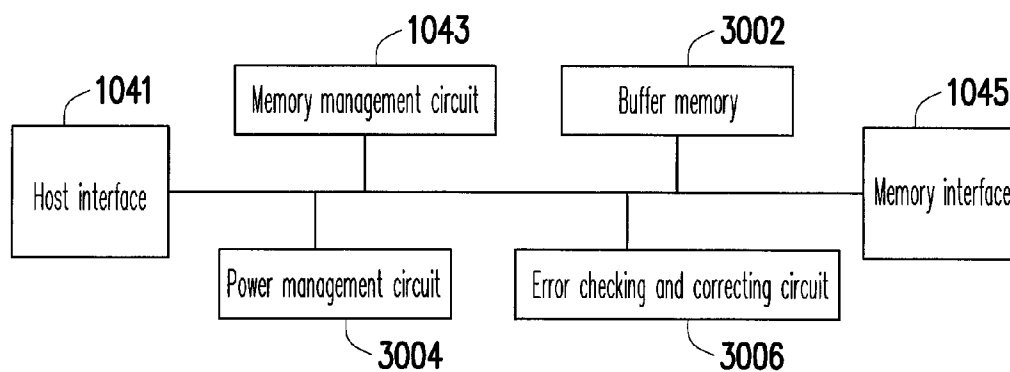 1043
3002
1041
1045
Memory management circuit
Buffer memory
Host interface
Memory interface
Power management circuit
Error checking and correcting circuit
3004
3006